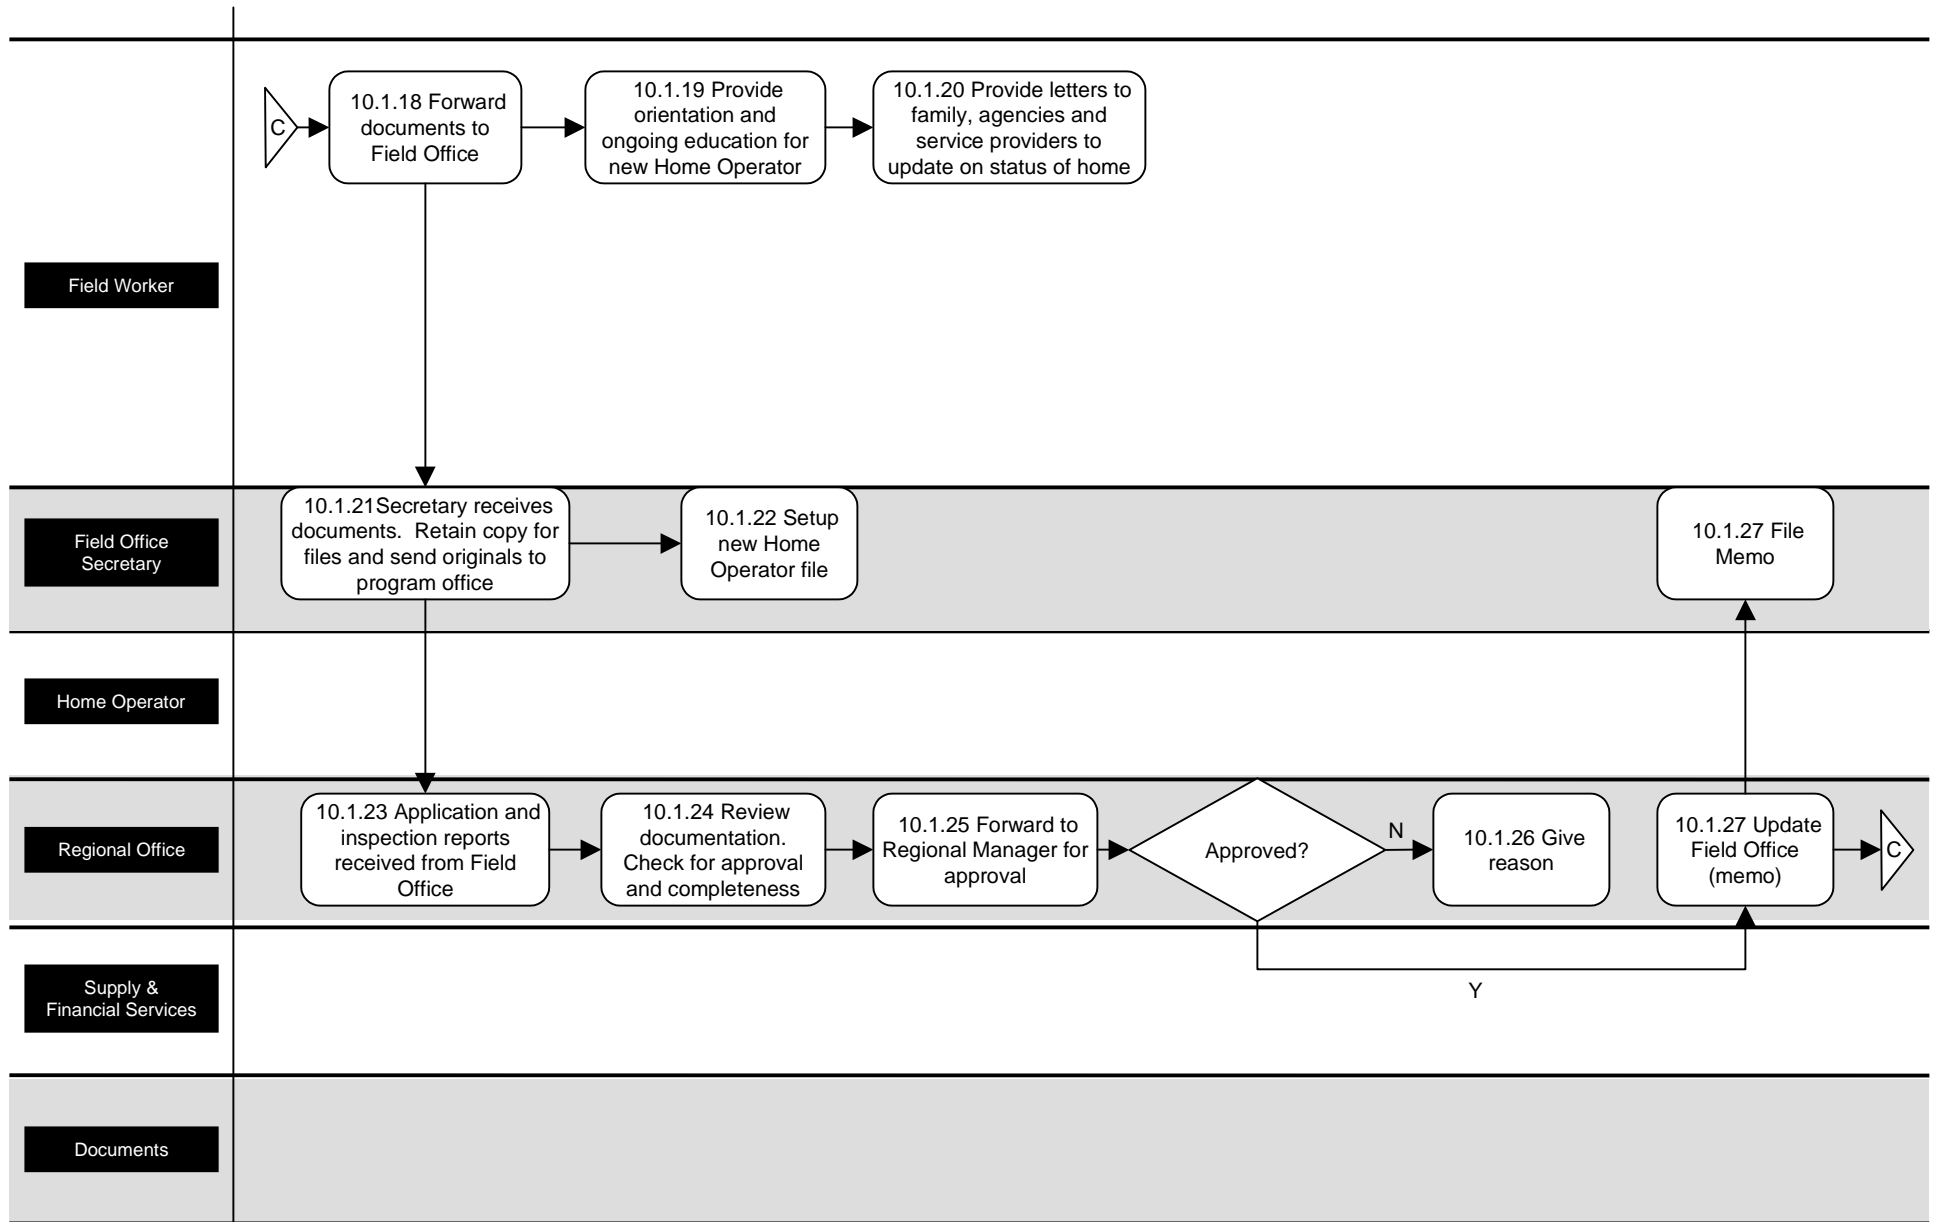 C
10.1.18 Forward
documents to
Field Office
10.1.19 Provide
orientation and
ongoing education for
new Home Operator
10.1.20 Provide letters to
family, agencies and
service providers to
update on status of home
Field Worker
Field Office
Secretary
10.1.21Secretary receives
documents.  Retain copy for
files and send originals to
program office
10.1.22 Setup
new Home
Operator file
10.1.27 File
Memo
Home Operator
Regional Office
10.1.23 Application and
inspection reports
received from Field
Office
10.1.24 Review
documentation.
Check for approval
and completeness
10.1.25 Forward to
Regional Manager for
approval
Approved?
N
10.1.26 Give
reason
10.1.27 Update
Field Office
(memo)
C
Y
Supply &
Financial Services
Documents